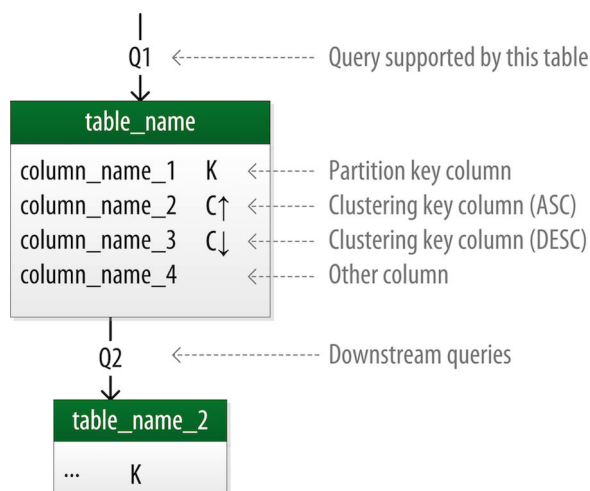 Q1 Query supported by this table
table_name
column_name_1 K Partition key column
column_name_2 C↑ Clustering key column (ASC)
column_name_3 C↓ Clustering key column (DESC)
column_name_4 Other column
Q2 Downstream queries
table_name_2
... K